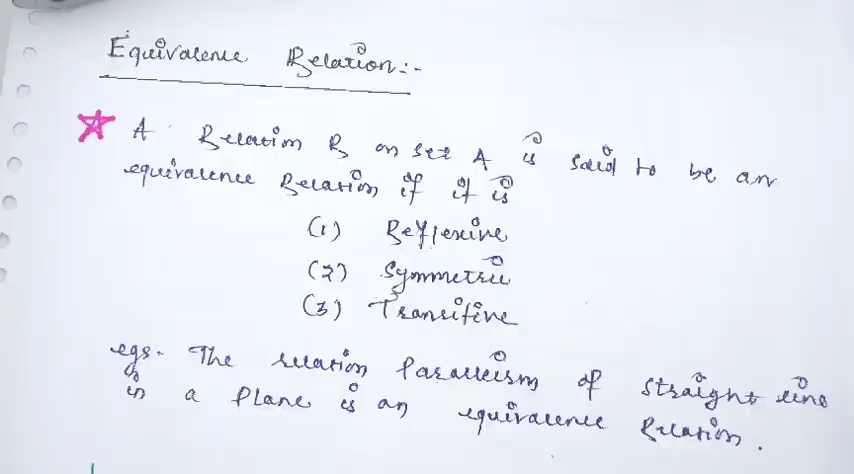 Equivalence Relation:-
A Relation R on set A is said to be an
equivalence Relation if it is
(1) Reflexive
(2) Symmetric
(3) Transitive
egs- The relation Parallelism of straight line
in a plane is an equivalence Relation.